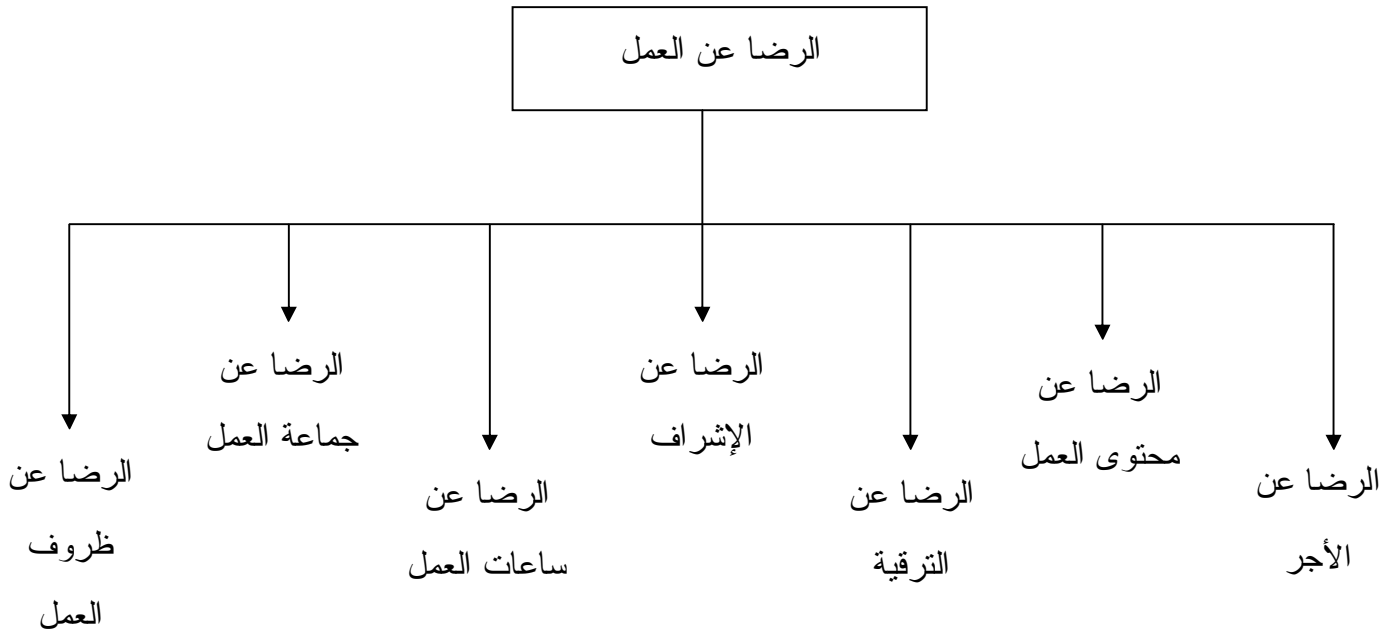 الرضا عن العمل
الرضا عن
الأجر
الرضا عن
محتوى العمل
الرضا عن
الترقية
الرضا عن
الإشراف
الرضا عن
ساعات العمل
الرضا عن
جماعة العمل
الرضا عن
ظروف
العمل